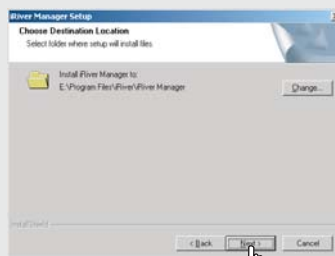 iRiver Manager Setup
Choose Destination Location
Select folder where setup will install files.
Install iRiver Manager to:
E:\Program Files\iRiver\iRiver Manager
Change...
InstallShield
< Back
Next >
Cancel